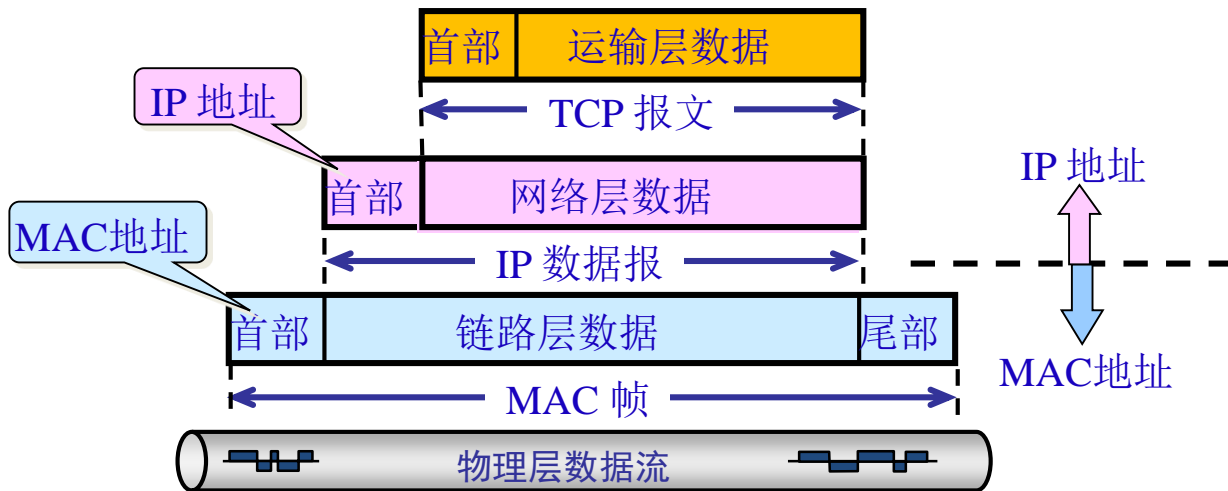 首部 运输层数据
IP 地址
TCP 报文
首部 网络层数据
IP 地址
MAC地址
IP 数据报
首部 链路层数据 尾部
MAC地址
MAC 帧
物理层数据流